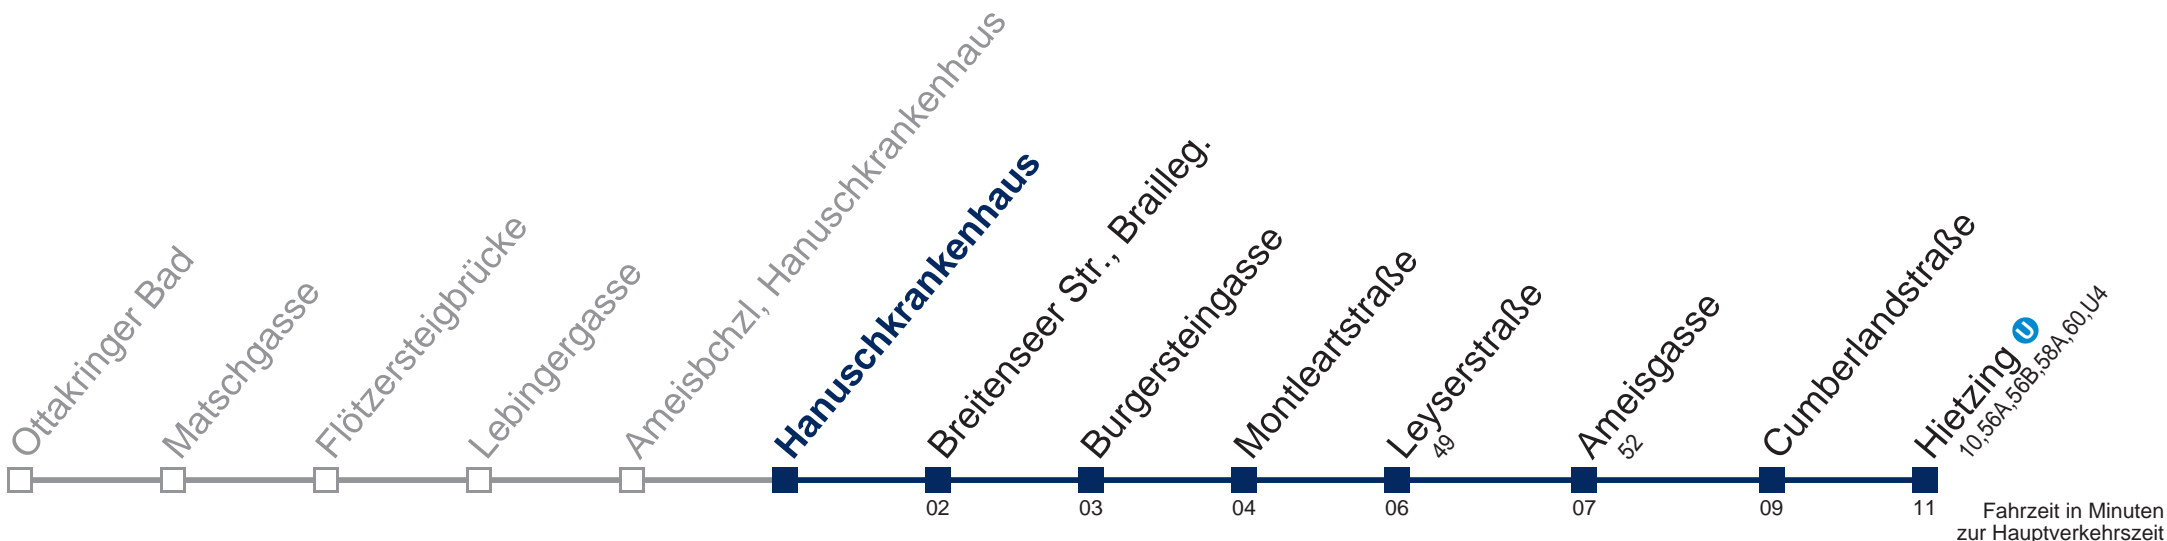 Ottakringer Bad
Matschgasse
Flötzersteigbrücke
Lebingergasse
Ameisbchzl, Hanuschkrankenhaus
Hanuschkrankenhaus
Breitenseer Str., Brailleg.
Burgersteingasse
Montleartstraße
Leyserstraße
49
Ameisgasse
52
Cumberlandstraße
Hietzing U
10,56A,56B,58A,60,U4
02
03
04
06
07
09
11
Fahrzeit in Minuten
zur Hauptverkehrszeit